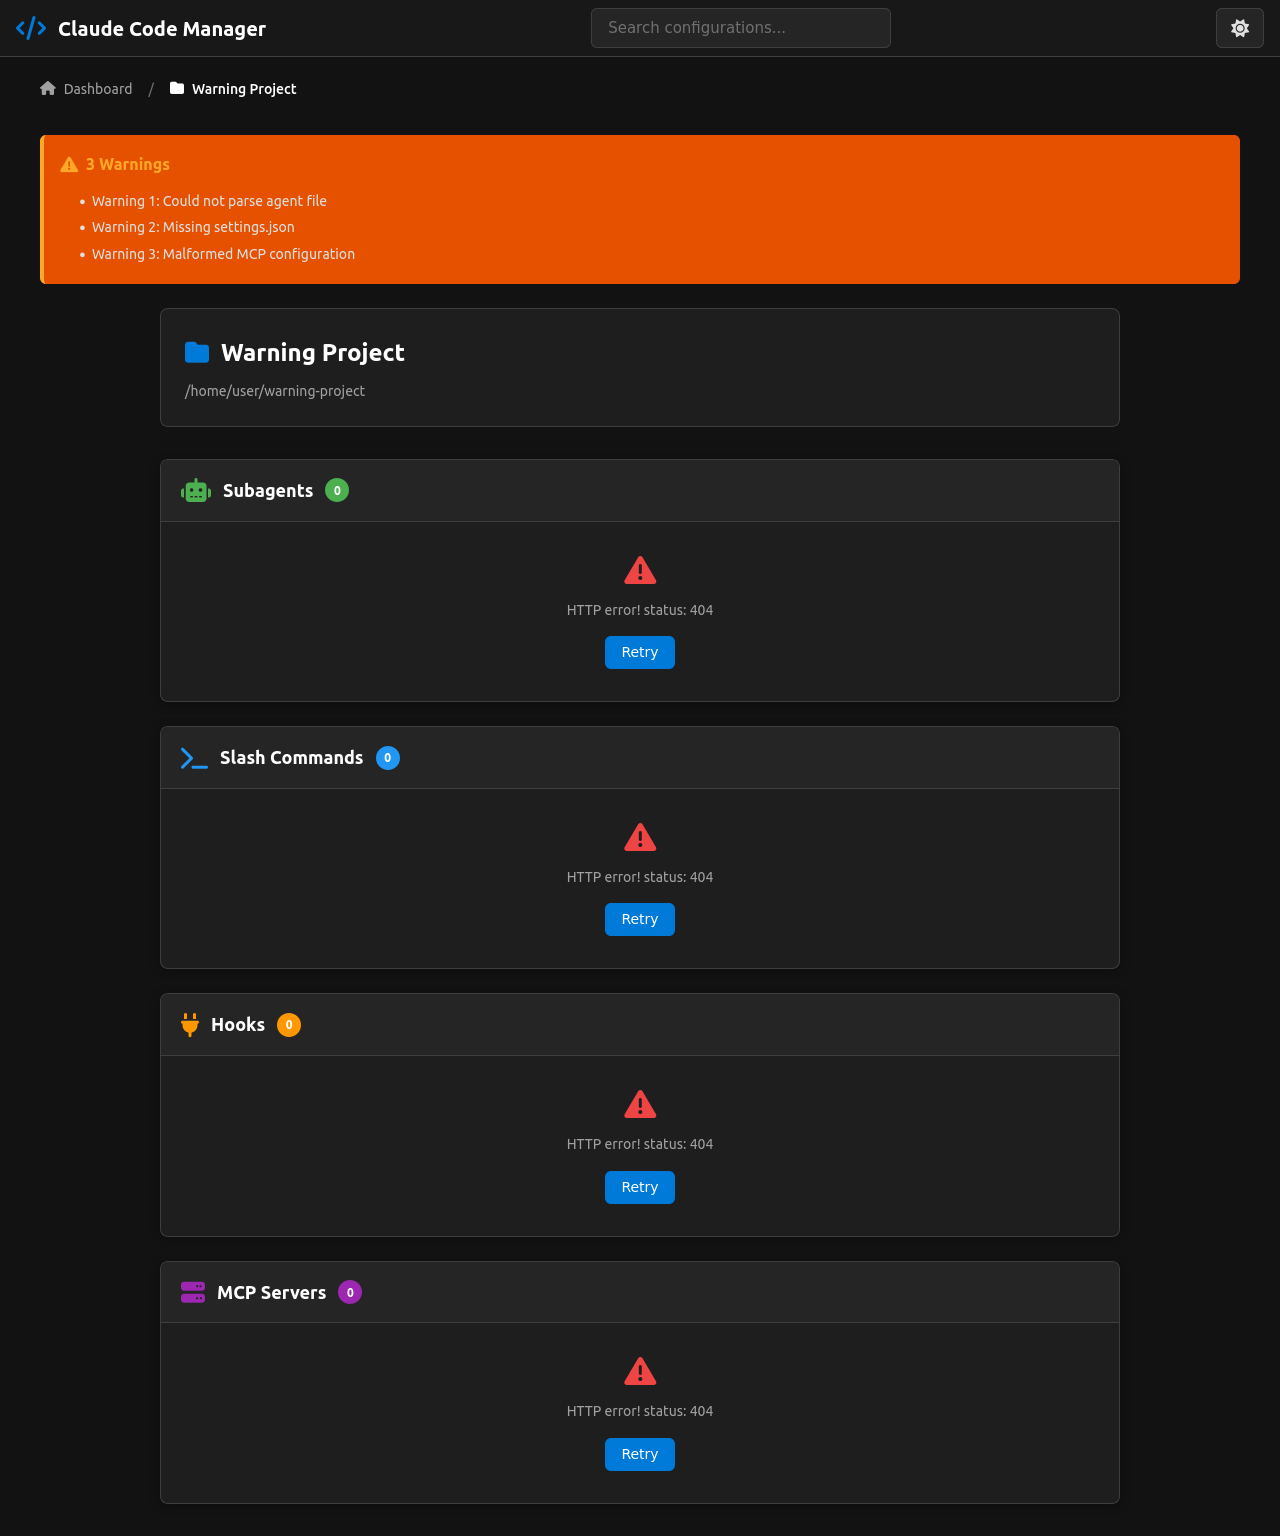 Claude Code Manager
Search configurations...
Dashboard / Warning Project
3 Warnings
• Warning 1: Could not parse agent file
• Warning 2: Missing settings.json
• Warning 3: Malformed MCP configuration
Warning Project
/home/user/warning-project
Subagents 0
HTTP error! status: 404
Retry
Slash Commands 0
HTTP error! status: 404
Retry
Hooks 0
HTTP error! status: 404
Retry
MCP Servers 0
HTTP error! status: 404
Retry